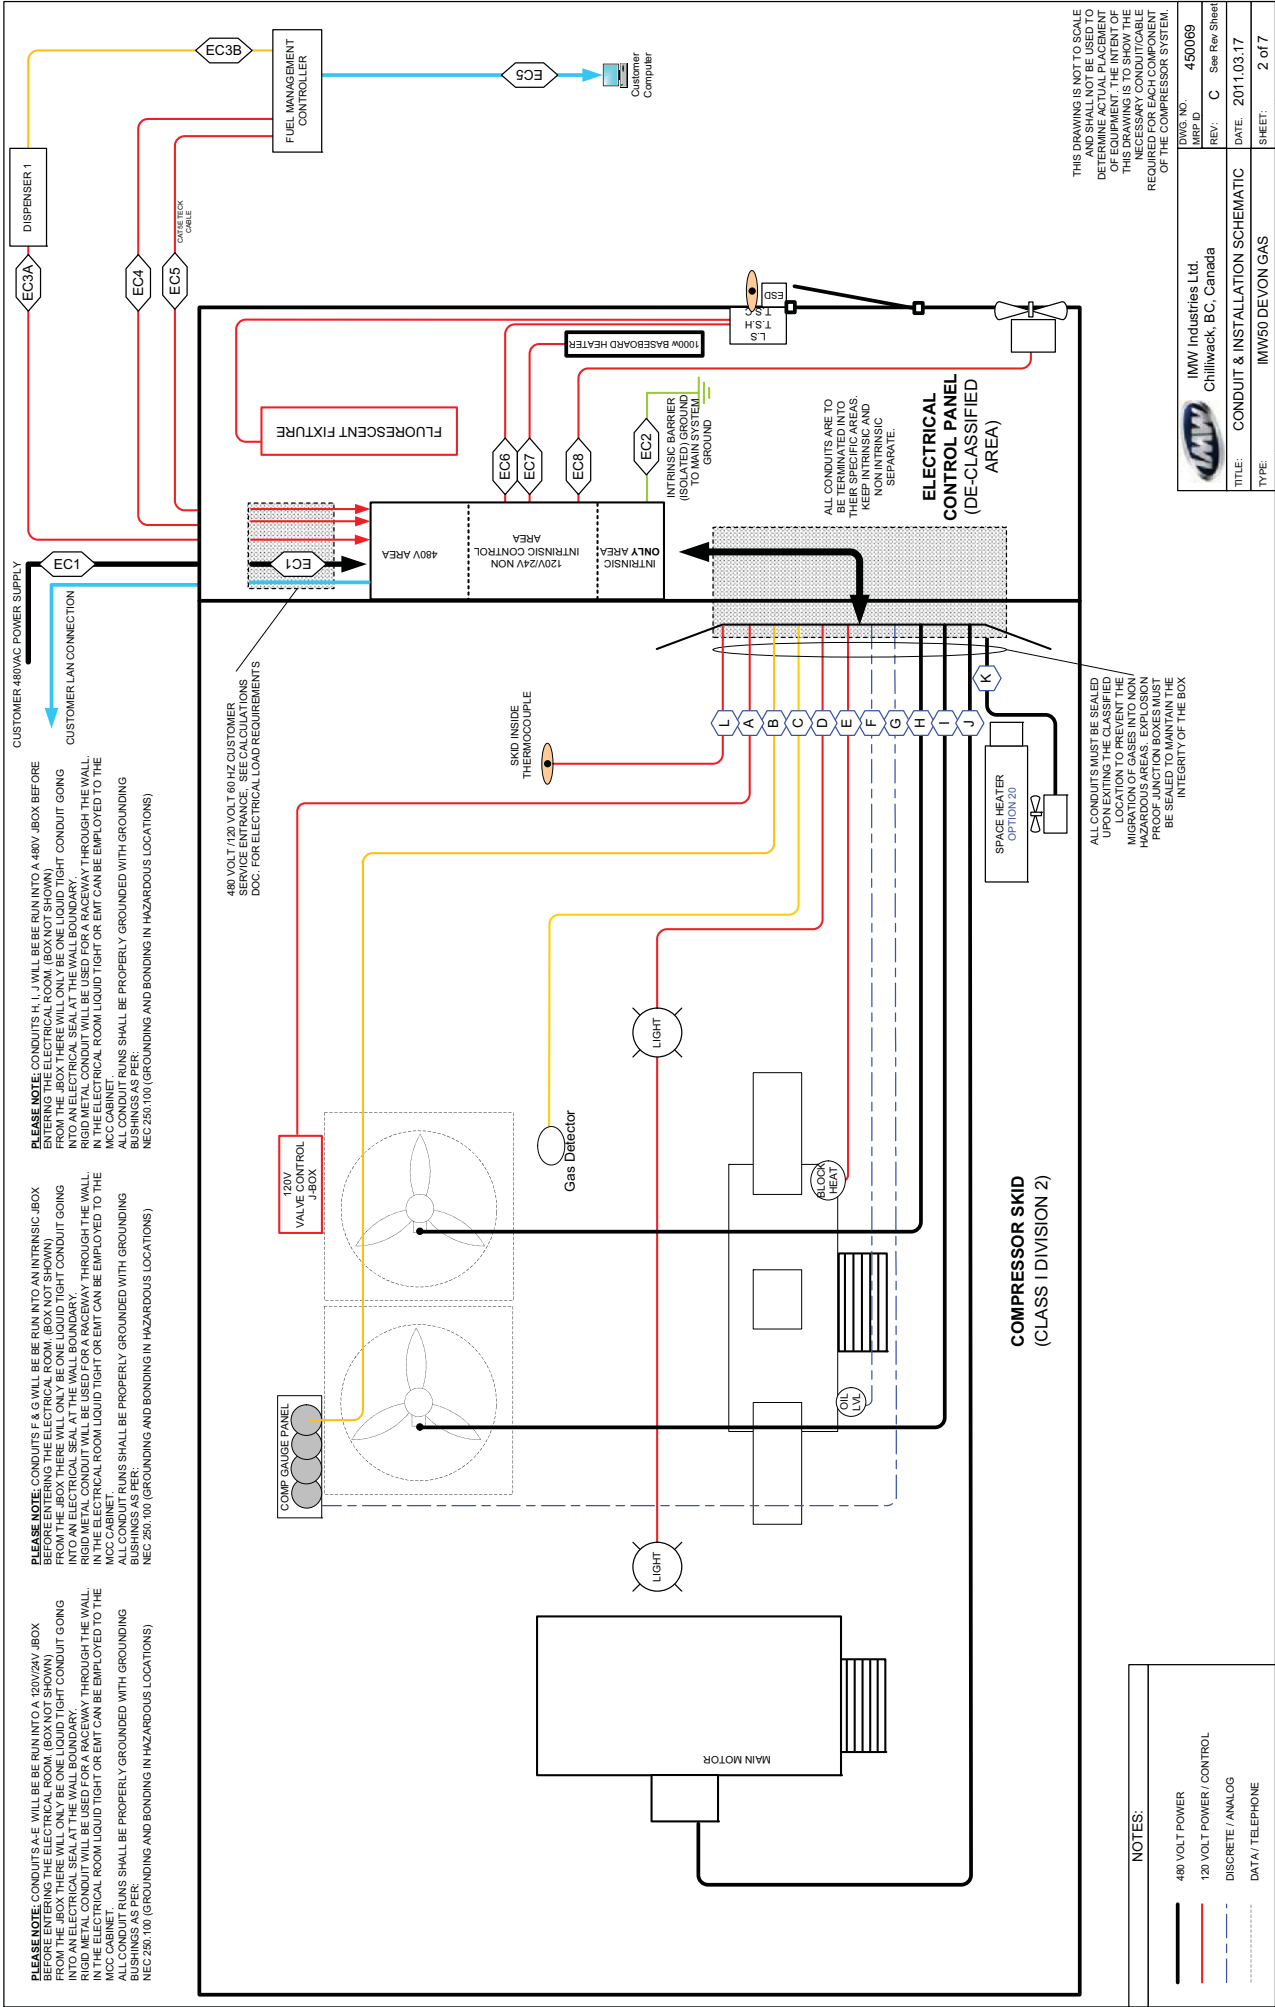 PLEASE NOTE: CONDUITS A-E WILL BE BE RUN INTO A 120V/24V JBOX
BEFORE ENTERING THE ELECTRICAL ROOM. (BOX NOT SHOWN)
FROM THE JBOX THERE WILL ONLY BE ONE LIQUID TIGHT CONDUIT GOING
INTO AN ELECTRICAL SEAL AT THE WALL BOUNDARY.
RIGID METAL CONDUIT WILL BE USED FOR A RACEWAY THROUGH THE WALL.
IN THE ELECTRICAL ROOM LIQUID TIGHT OR EMT CAN BE EMPLOYED TO THE
MCC CABINET.
ALL CONDUIT RUNS SHALL BE PROPERLY GROUNDED WITH GROUNDING
BUSHINGS AS PER:
NEC 250.100 (GROUNDING AND BONDING IN HAZARDOUS LOCATIONS)
PLEASE NOTE: CONDUITS F & G WILL BE BE RUN INTO AN INTRINSIC JBOX
BEFORE ENTERING THE ELECTRICAL ROOM. (BOX NOT SHOWN)
FROM THE JBOX THERE WILL ONLY BE ONE LIQUID TIGHT CONDUIT GOING
INTO AN ELECTRICAL SEAL AT THE WALL BOUNDARY.
RIGID METAL CONDUIT WILL BE USED FOR A RACEWAY THROUGH THE WALL.
IN THE ELECTRICAL ROOM LIQUID TIGHT OR EMT CAN BE EMPLOYED TO THE
MCC CABINET.
ALL CONDUIT RUNS SHALL BE PROPERLY GROUNDED WITH GROUNDING
BUSHINGS AS PER:
NEC 250.100 (GROUNDING AND BONDING IN HAZARDOUS LOCATIONS)
PLEASE NOTE: CONDUITS H, I, J WILL BE BE RUN INTO A 480V JBOX BEFORE
ENTERING THE ELECTRICAL ROOM. (BOX NOT SHOWN)
FROM THE JBOX THERE WILL ONLY BE ONE LIQUID TIGHT CONDUIT GOING
INTO AN ELECTRICAL SEAL AT THE WALL BOUNDARY.
RIGID METAL CONDUIT WILL BE USED FOR A RACEWAY THROUGH THE WALL.
IN THE ELECTRICAL ROOM LIQUID TIGHT OR EMT CAN BE EMPLOYED TO THE
MCC CABINET.
ALL CONDUIT RUNS SHALL BE PROPERLY GROUNDED WITH GROUNDING
BUSHINGS AS PER:
NEC 250.100 (GROUNDING AND BONDING IN HAZARDOUS LOCATIONS)
CUSTOMER 480VAC POWER SUPPLY
EC1
CUSTOMER LAN CONNECTION
EC3A
DISPENSER 1
EC3B
EC4
EC5
CAT5E TECK
CABLE
FUEL MANAGEMENT
CONTROLLER
EC5
Customer
Computer
480 VOLT /120 VOLT 60 HZ CUSTOMER
SERVICE ENTRANCE, SEE CALCULATIONS
DOC. FOR ELECTRICAL LOAD REQUIREMENTS
EC1
FLUORESCENT FIXTURE
480V AREA
120V/24V NON
INTRINSIC CONTROL
AREA
INTRINSIC
ONLY AREA
EC6
EC7
EC8
EC2
1000w BASEBOARD HEATER
INTRINSIC BARRIER
(ISOLATED) GROUND
TO MAIN SYSTEM
GROUND
L.S
T.S.H
T.S.C
ESD
ALL CONDUITS ARE TO
BE TERMINATED INTO
THEIR SPECIFIC AREAS.
KEEP INTRINSIC AND
NON INTRINSIC
SEPARATE.
ELECTRICAL
CONTROL PANEL
(DE-CLASSIFIED
AREA)
COMP GAUGE PANEL
120V
VALVE CONTROL
J-BOX
SKID INSIDE
THERMOCOUPLE
Gas Detector
LIGHT
LIGHT
L
A
B
C
D
E
F
G
H
I
J
K
BLOCK
HEAT
OIL
LVL
MAIN MOTOR
SPACE HEATER
OPTION 20
COMPRESSOR SKID
(CLASS I DIVISION 2)
ALL CONDUITS MUST BE SEALED
UPON EXITING THE CLASSIFIED
LOCATION TO PREVENT THE
MIGRATION OF GASES INTO NON
HAZARDOUS AREAS. EXPLOSION
PROOF JUNCTION BOXES MUST
BE SEALED TO MAINTAIN THE
INTEGRITY OF THE BOX
THIS DRAWING IS NOT TO SCALE
AND SHALL NOT BE USED TO
DETERMINE ACTUAL PLACEMENT
OF EQUIPMENT. THE INTENT OF
THIS DRAWING IS TO SHOW THE
NECESSARY CONDUIT/CABLE
REQUIRED FOR EACH COMPONENT
OF THE COMPRESSOR SYSTEM.
NOTES:
480 VOLT POWER
120 VOLT POWER / CONTROL
DISCRETE / ANALOG
DATA / TELEPHONE
IMW
IMW Industries Ltd.
Chilliwack, BC, Canada
DWG. NO.
MRP ID
450069
REV: C See Rev Sheet
TITLE: CONDUIT & INSTALLATION SCHEMATIC
DATE. 2011.03.17
TYPE: IMW50 DEVON GAS
SHEET: 2 of 7